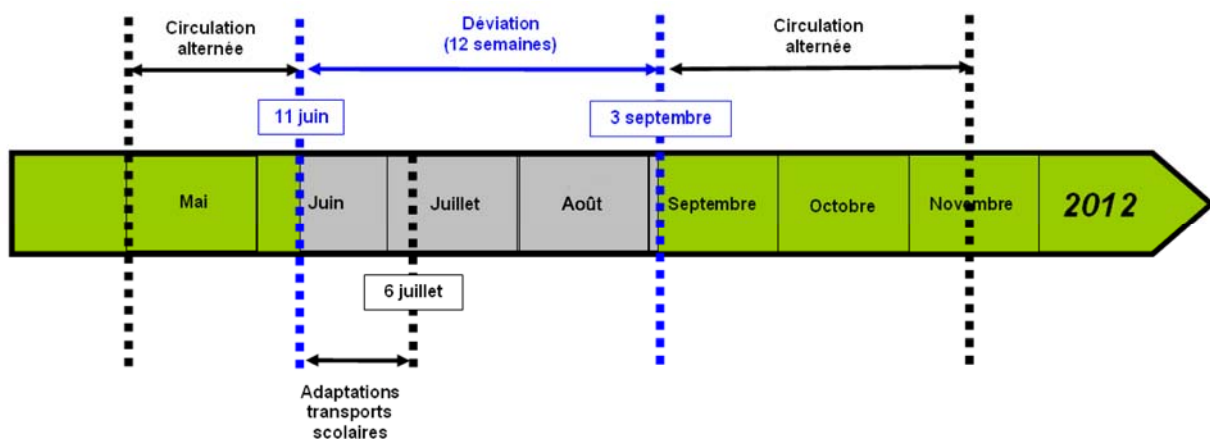 Circulation
alternée
Déviation
(12 semaines)
Circulation
alternée
11 juin
3 septembre
Mai
Juin
Juillet
Août
Septembre
Octobre
Novembre
2012
6 juillet
Adaptations
transports
scolaires